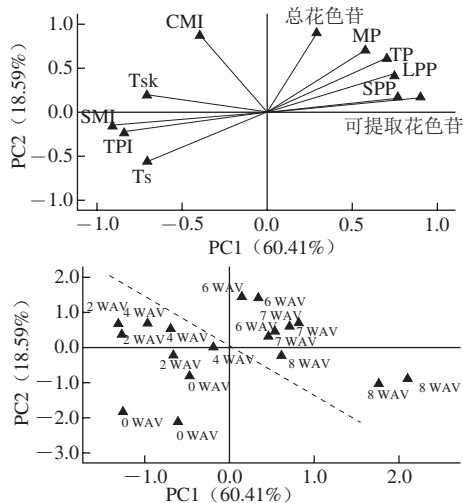 总花色苷
1.0
CMI
MP
TP
LPP
0.5
Tsk
SPP
0.0
SMI
可提取花色苷
TPI
−0.5
Ts
−1.0
PC2（18.59%）
−1.0 −0.5 0.0 0.5 1.0
PC1（60.41%）
2.0
6 WAV
6 WAV
2 WAV
4 WAV
7 WAV
1.0
6 WAV
7 WAV
2 WAV
4 WAV
7 WAV
0.0
4 WAV
2 WAV
8 WAV
0 WAV
−1.0
8 WAV
8 WAV
0 WAV
−2.0
0 WAV
−3.0
PC2（18.59%）
−1.0 0.0 1.0 2.0
PC1（60.41%）